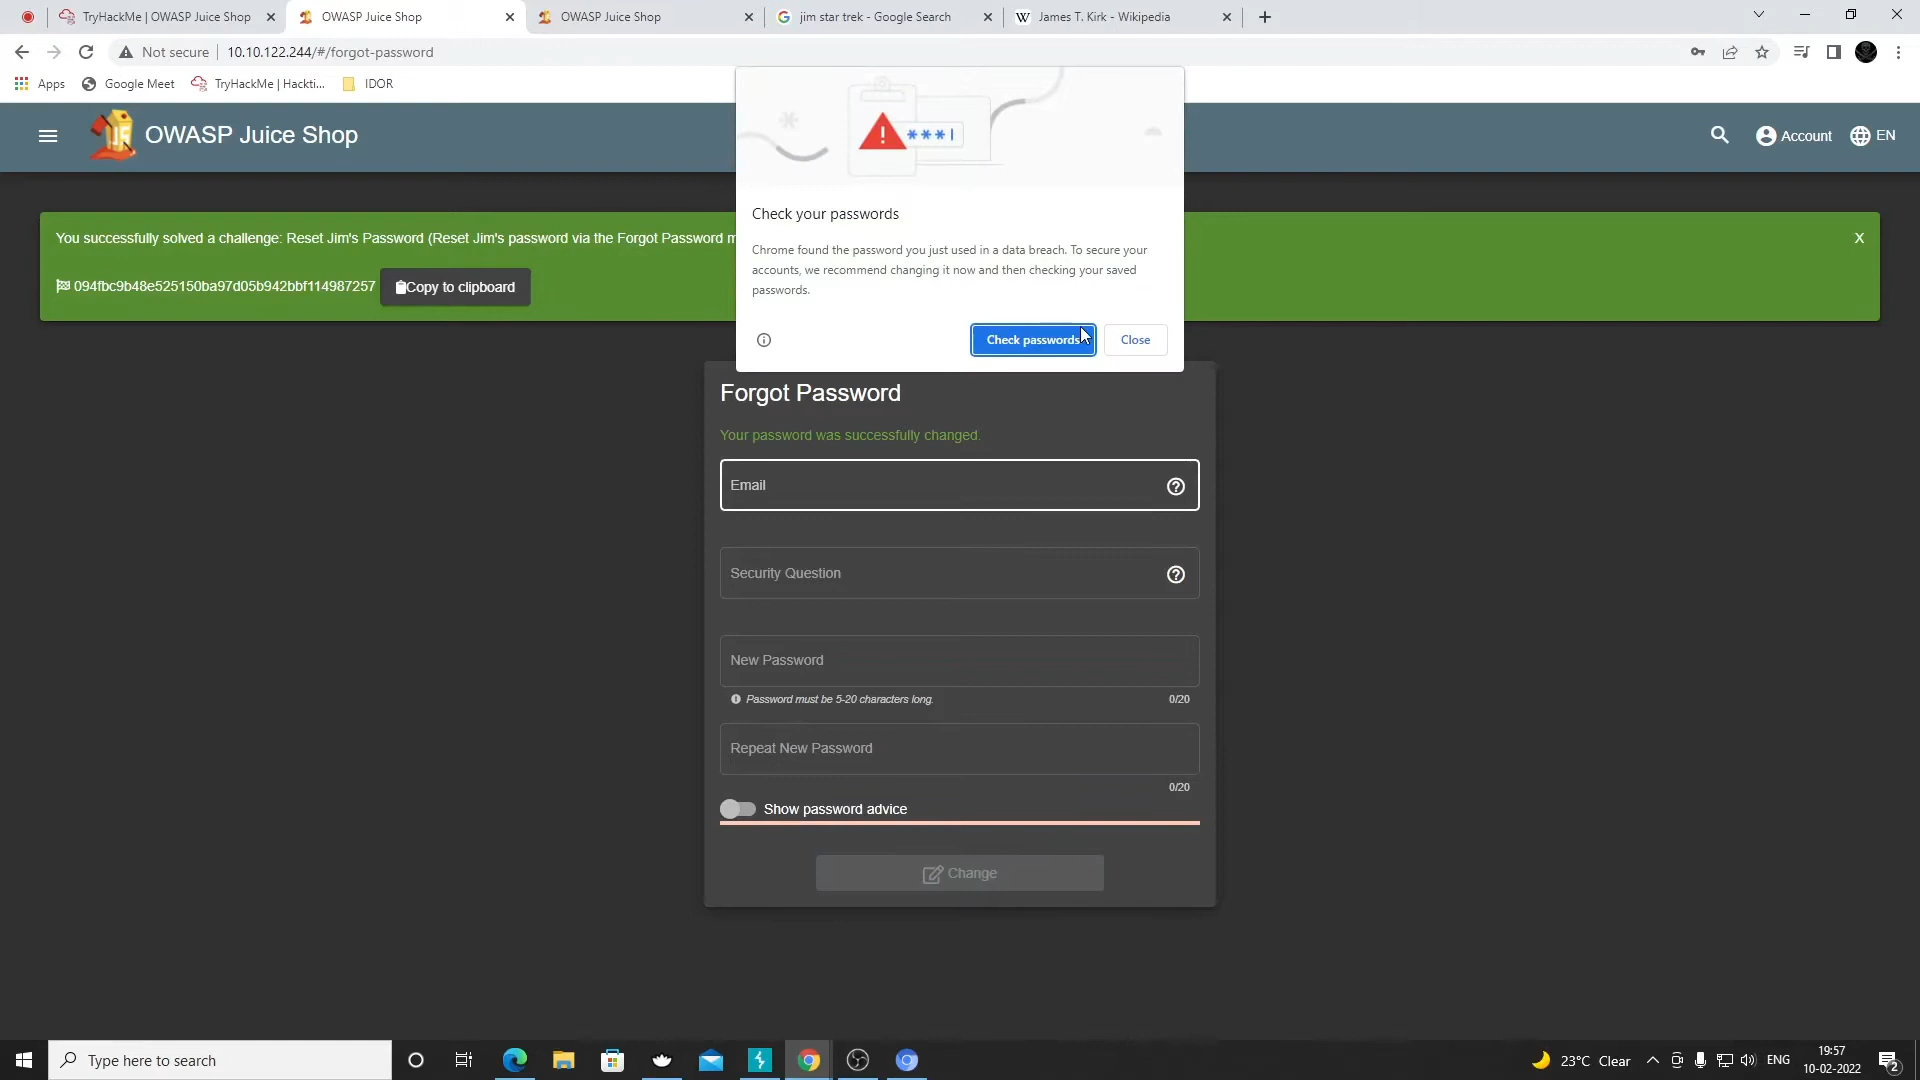 TryHackMe | OWASP Juice Shop
OWASP Juice Shop
OWASP Juice Shop
jim star trek - Google Search
James T. Kirk - Wikipedia
Not secure
10.10.122.244/#/forgot-password
Apps
Google Meet
TryHackMe | Hackti...
IDOR
OWASP Juice Shop
Account
EN
***|
Check your passwords
Chrome found the password you just used in a data breach. To secure your
accounts, we recommend changing it now and then checking your saved
passwords.
Check passwords
Close
You successfully solved a challenge: Reset Jim's Password (Reset Jim's password via the Forgot Password m
X
094fbc9b48e525150ba97d05b942bbf114987257
Copy to clipboard
Forgot Password
Your password was successfully changed.
Email
Security Question
New Password
Password must be 5-20 characters long.
0/20
Repeat New Password
0/20
Show password advice
Change
Type here to search
23°C Clear
ENG
19:57
10-02-2022
2